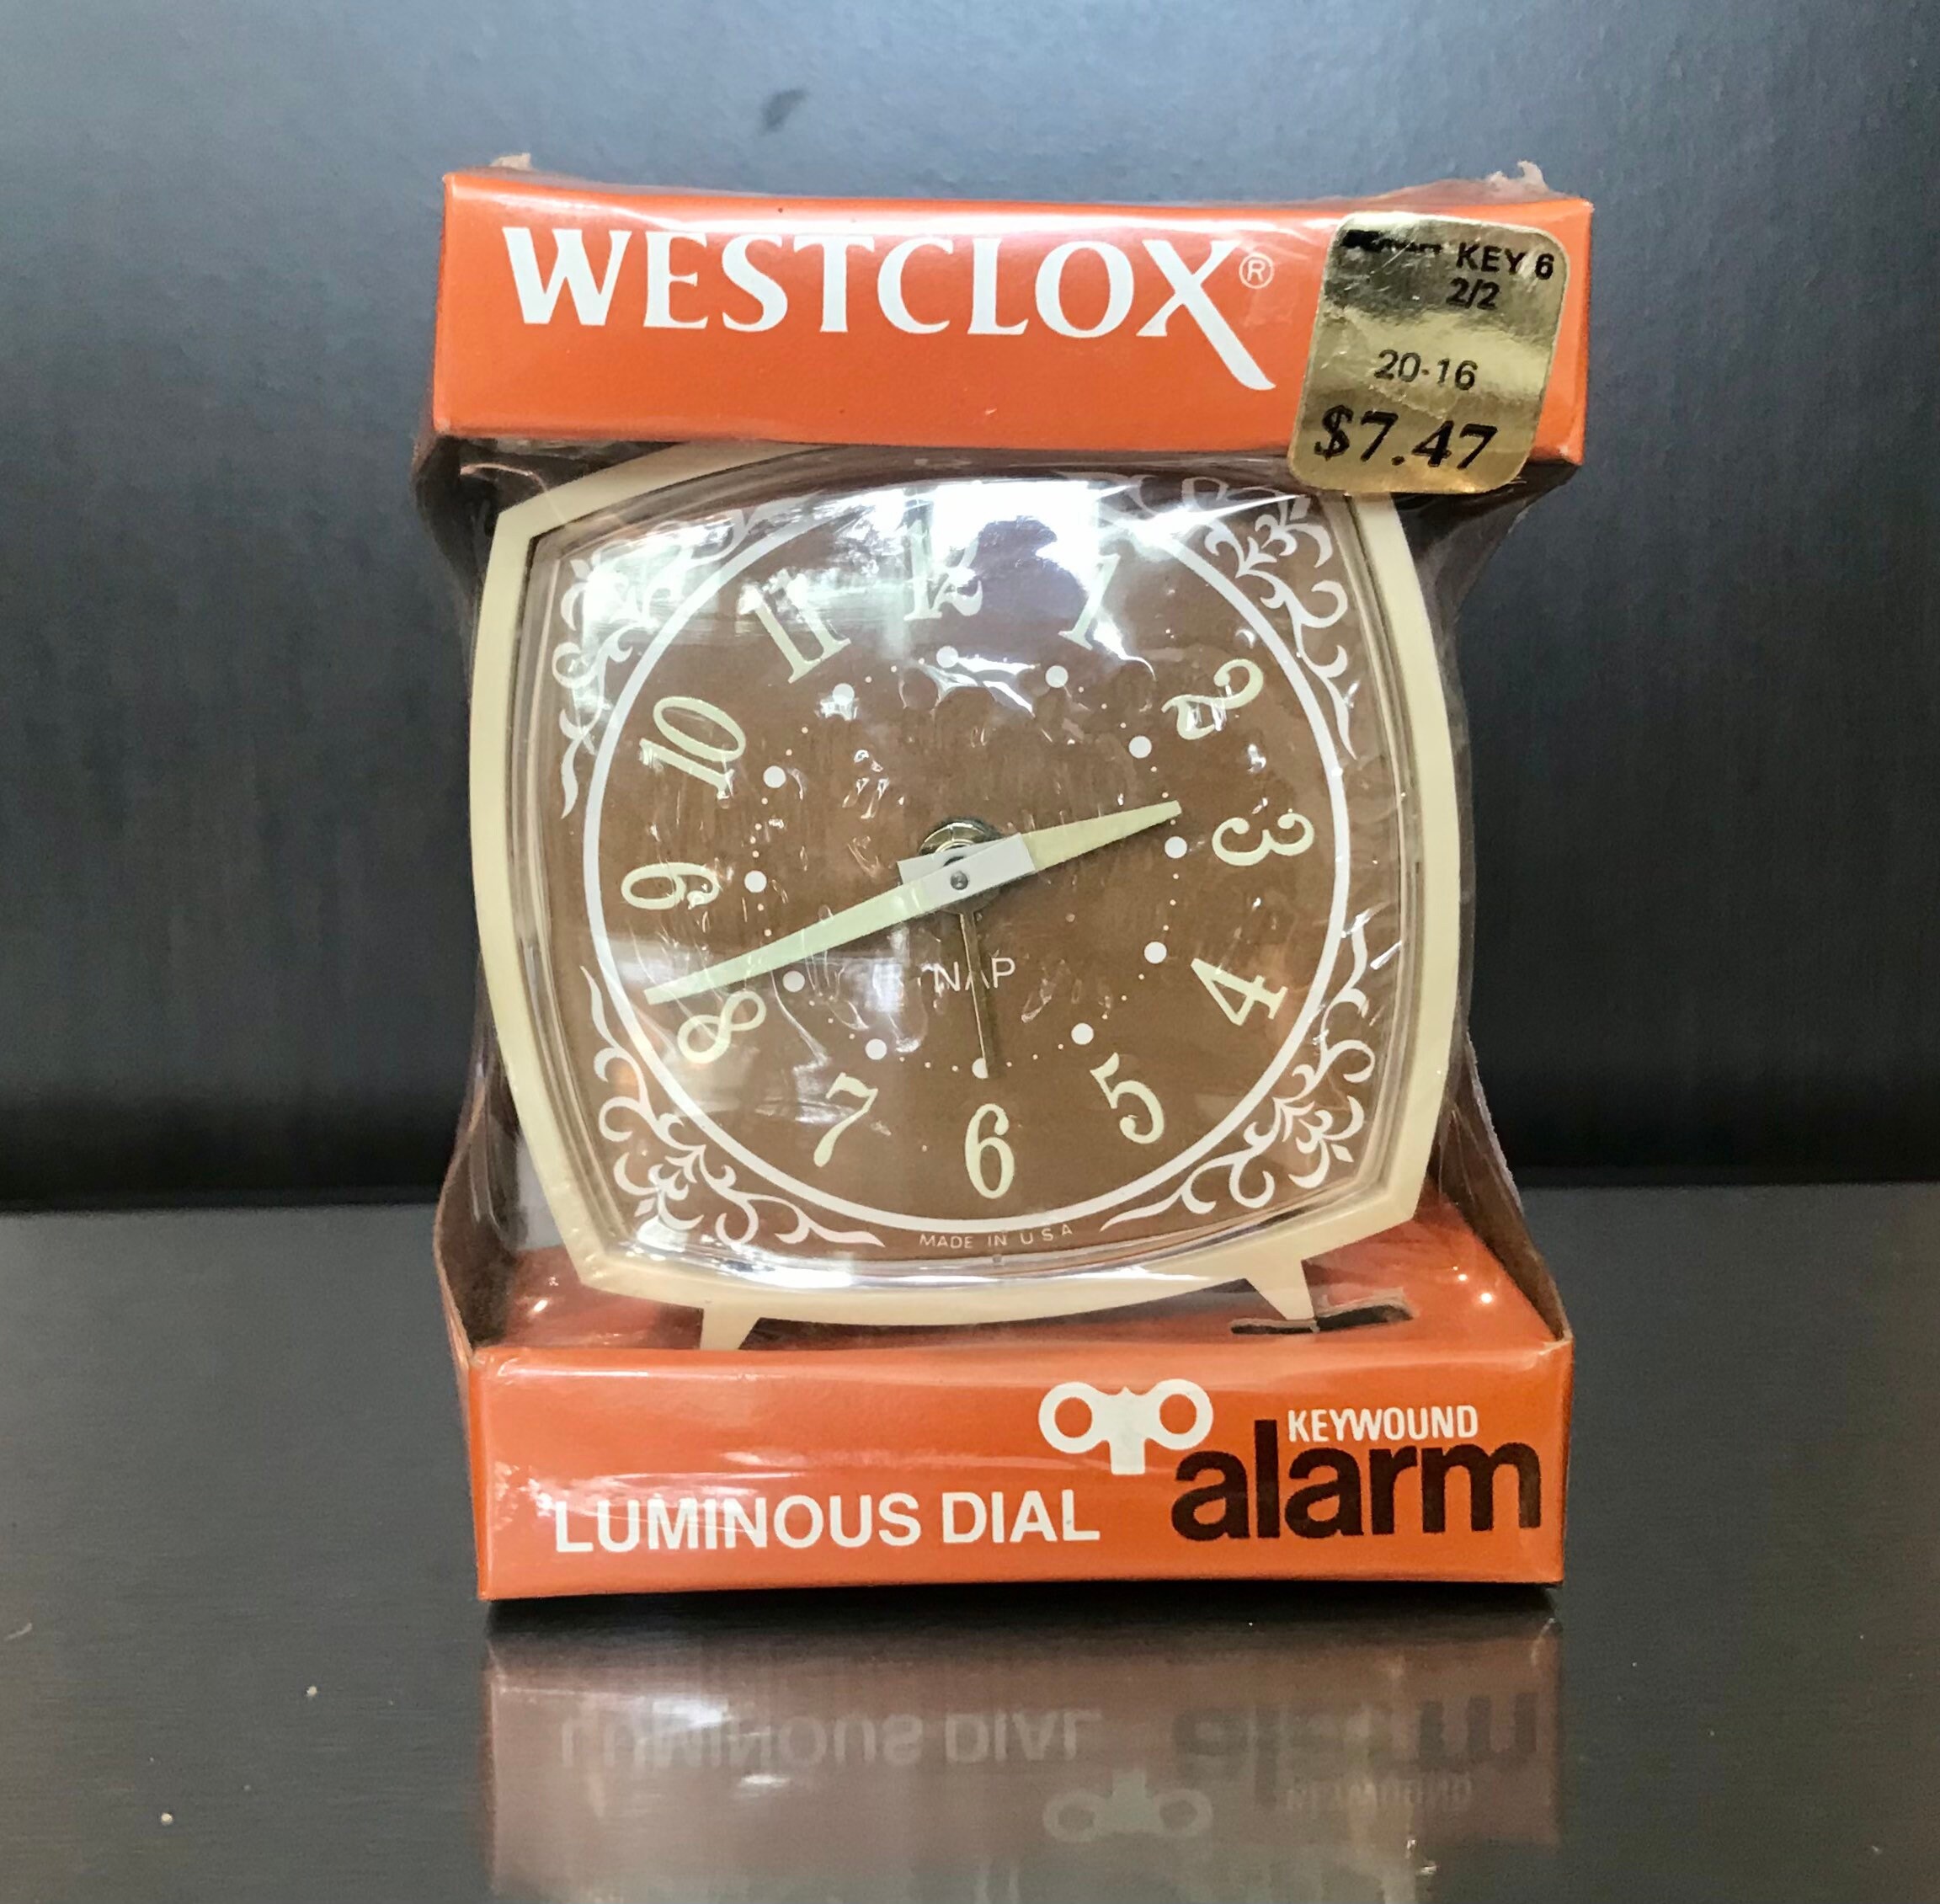 WESTCLOX®
KEY 6
2/2
20-16
$7.47
12
11
1
10
2
9
3
8
4
NAP
7
5
6
MADE IN U S A
KEYWOUND
alarm
LUMINOUS DIAL